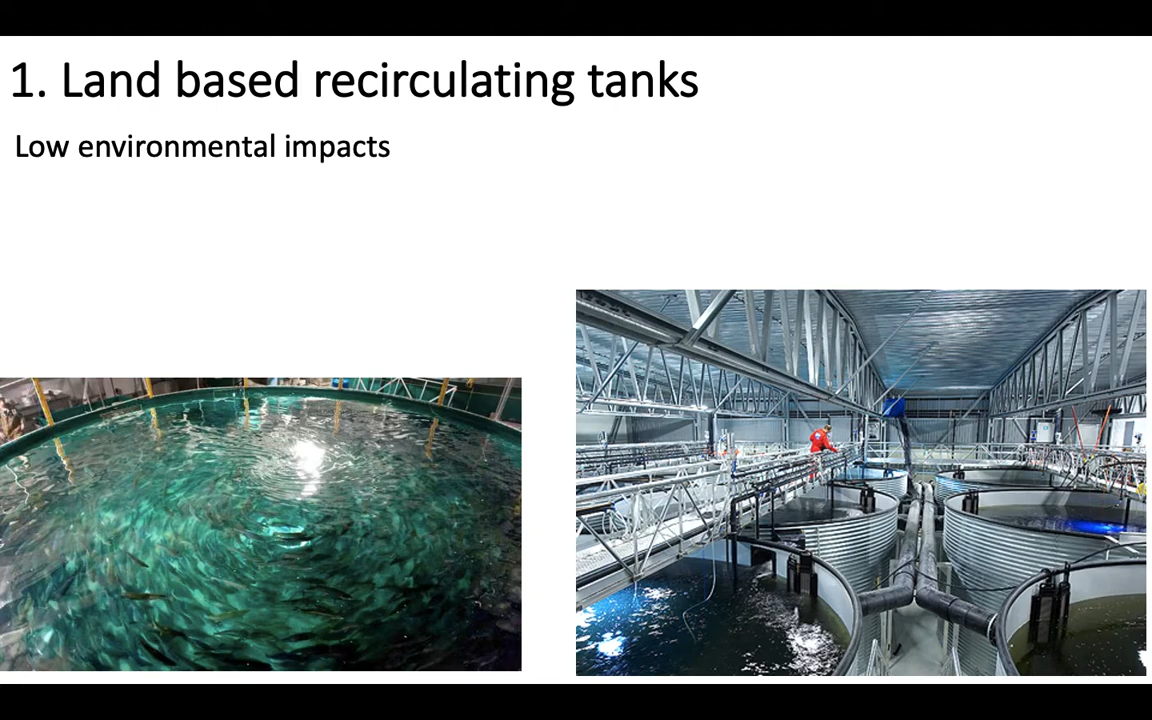 1. Land based recirculating tanks
Low environmental impacts